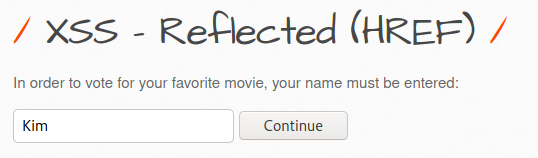 / XSS - Reflected (HREF) /
In order to vote for your favorite movie, your name must be entered:
Kim
Continue